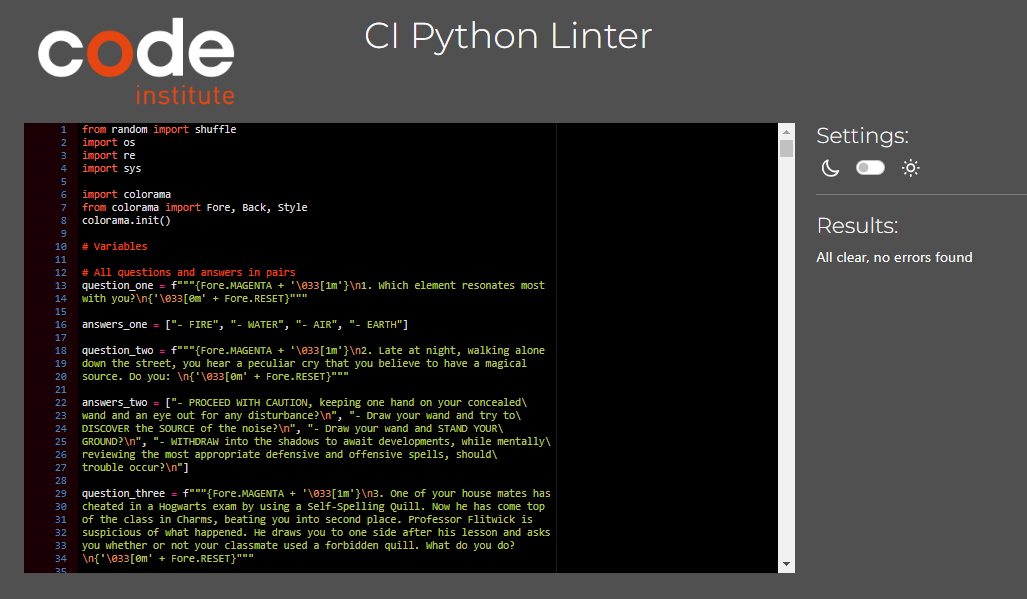 code
institute
CI Python Linter
1 from random import shuffle
2 import os
3 import re
4 import sys
5
6 import colorama
7 from colorama import Fore, Back, Style
8 colorama.init()
9
10 # Variables
11
12 # All questions and answers in pairs
13 question_one = f"""{Fore.MAGENTA + '\033[1m'}\n1. Which element resonates most
14 with you?\n{'\033[0m' + Fore.RESET}"""
15
16 answers_one = ["- FIRE", "- WATER", "- AIR", "- EARTH"]
17
18 question_two = f"""{Fore.MAGENTA + '\033[1m'}\n2. Late at night, walking alone
19 down the street, you hear a peculiar cry that you believe to have a magical
20 source. Do you: \n{'\033[0m' + Fore.RESET}"""
21
22 answers_two = ["- PROCEED WITH CAUTION, keeping one hand on your concealed\
23 wand and an eye out for any disturbance?\n", "- Draw your wand and try to\
24 DISCOVER the SOURCE of the noise?\n", "- Draw your wand and STAND YOUR\
25 GROUND?\n", "- WITHDRAW into the shadows to await developments, while mentally\
26 reviewing the most appropriate defensive and offensive spells, should\
27 trouble occur?\n"]
28
29 question_three = f"""{Fore.MAGENTA + '\033[1m'}\n3. One of your house mates has
30 cheated in a Hogwarts exam by using a Self-Spelling Quill. Now he has come top
31 of the class in Charms, beating you into second place. Professor Flitwick is
32 suspicious of what happened. He draws you to one side after his lesson and asks
33 you whether or not your classmate used a forbidden quill. What do you do?
34 \n{'\033[0m' + Fore.RESET}"""
35
Settings:
Results:
All clear, no errors found